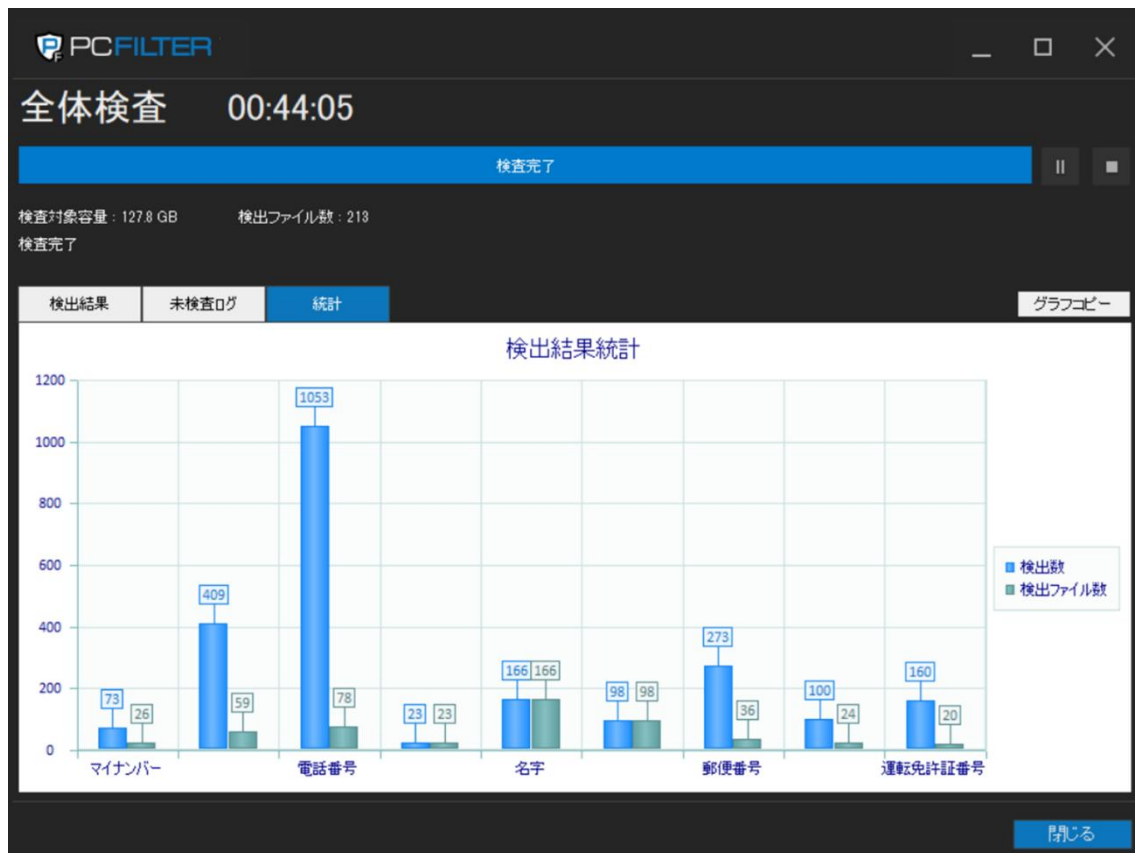 PCFILTER
全体検査 00:44:05
検査完了
検査対象容量 : 127.8 GB 検出ファイル数 : 213
検査完了
検出結果 未検査ログ 統計 グラフコピー
検出結果統計
1200
1000
800
600
400
200
0
73 26
409 59
1053 78
23 23
166 166
98 98
273 36
100 24
160 20
マイナンバー 電話番号 名字 郵便番号 運転免許証番号
検出数
検出ファイル数
閉じる